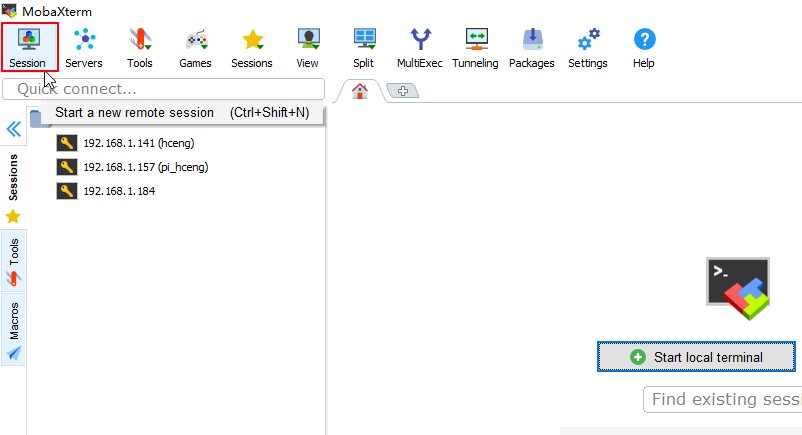 MobaXterm
Session Servers Tools Games Sessions View Split MultiExec Tunneling Packages Settings Help
Quick connect...
Start a new remote session (Ctrl+Shift+N)
192.168.1.141 (hceng)
192.168.1.157 (pi_hceng)
192.168.1.184
Sessions
Tools
Macros
>_
Start local terminal
Find existing sessi